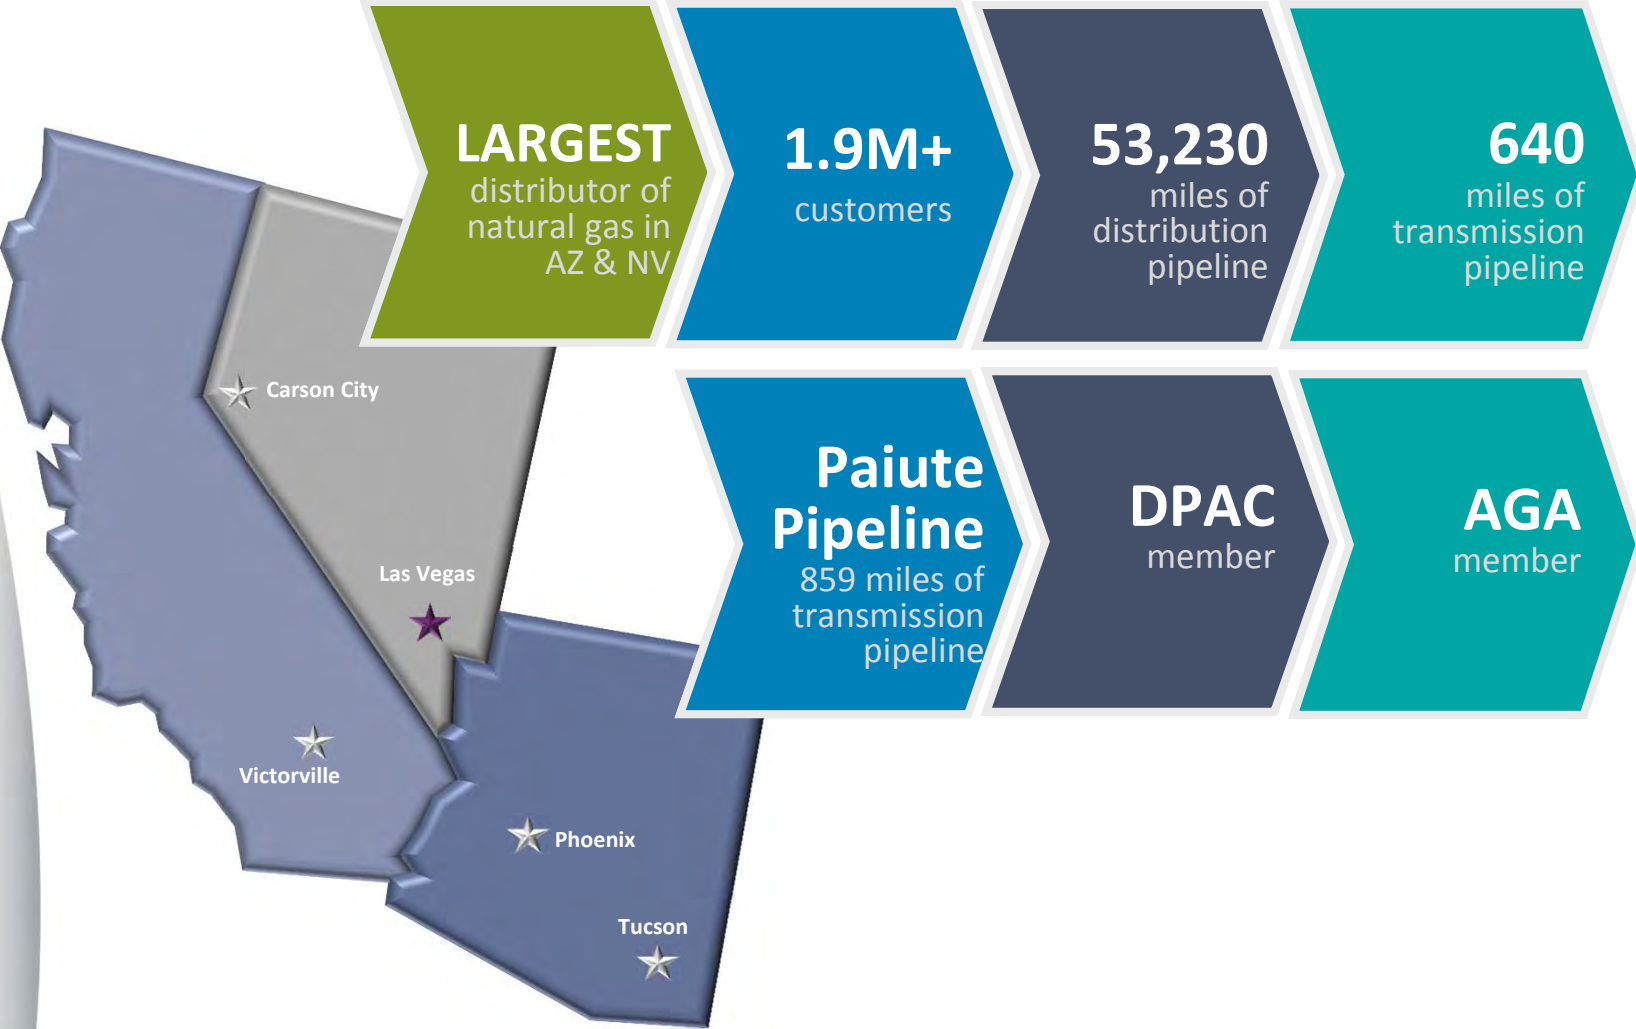 LARGEST
distributor of
natural gas in
AZ & NV
1.9M+
customers
53,230
miles of
distribution
pipeline
640
miles of
transmission
pipeline
Paiute
Pipeline
859 miles of
transmission
pipeline
DPAC
member
AGA
member
Carson City
Las Vegas
Victorville
Phoenix
Tucson